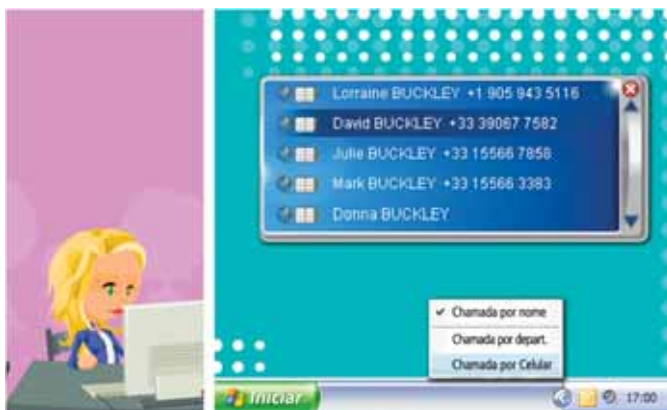 Lorraine BUCKLEY +1 905 943 5116
David BUCKLEY +33 39067 7582
Julie BUCKLEY +33 15566 7858
Mark BUCKLEY +33 15566 3383
Donna BUCKLEY
Chamada por nome
Chamada por depart.
Chamada por Celular
Iniciar
17:00